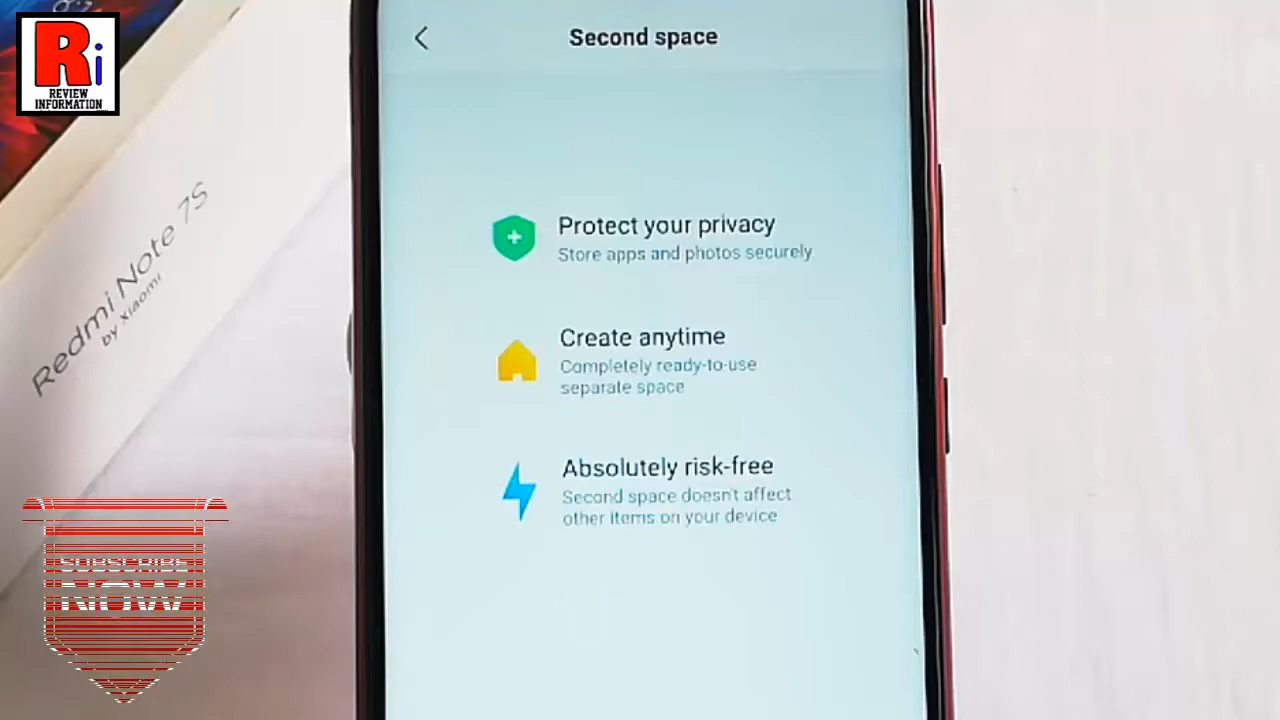 Ri
REVIEW
INFORMATION
Redmi Note 7S
by Xiaomi
Second space
Protect your privacy
Store apps and photos securely
Create anytime
Completely ready-to-use
separate space
Absolutely risk-free
Second space doesn't affect
other items on your device
SUBSCRIBE
NOW